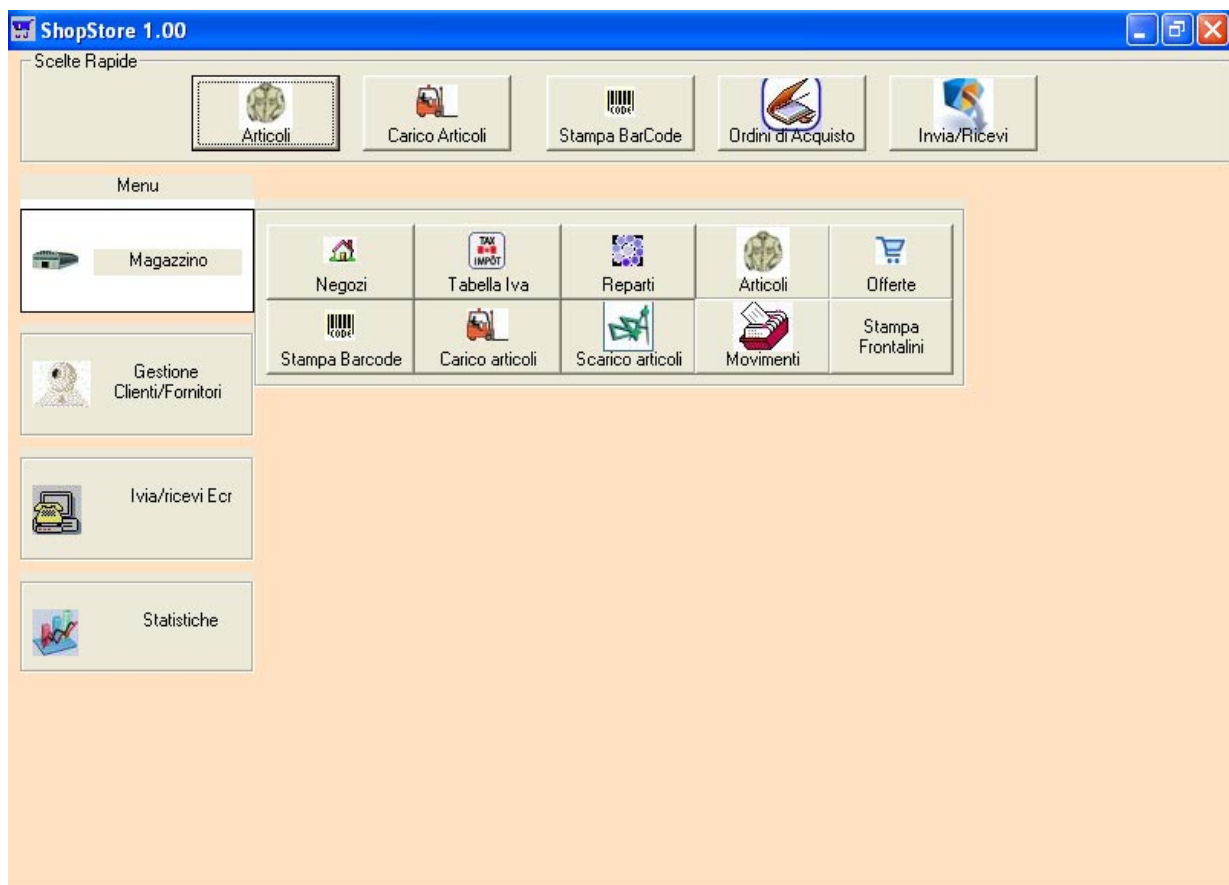 ShopStore 1.00
Scelte Rapide
Articoli
Carico Articoli
CODE
Stampa BarCode
Ordini di Acquisto
Invia/Ricevi
Menu
Magazzino
Negozi
TAX
IMPÔT
Tabella Iva
Reparti
Articoli
Offerte
CODE
Stampa Barcode
Carico articoli
Scarico articoli
Movimenti
Stampa
Frontalini
Gestione
Clienti/Fornitori
Ivia/ricevi Ecr
Statistiche